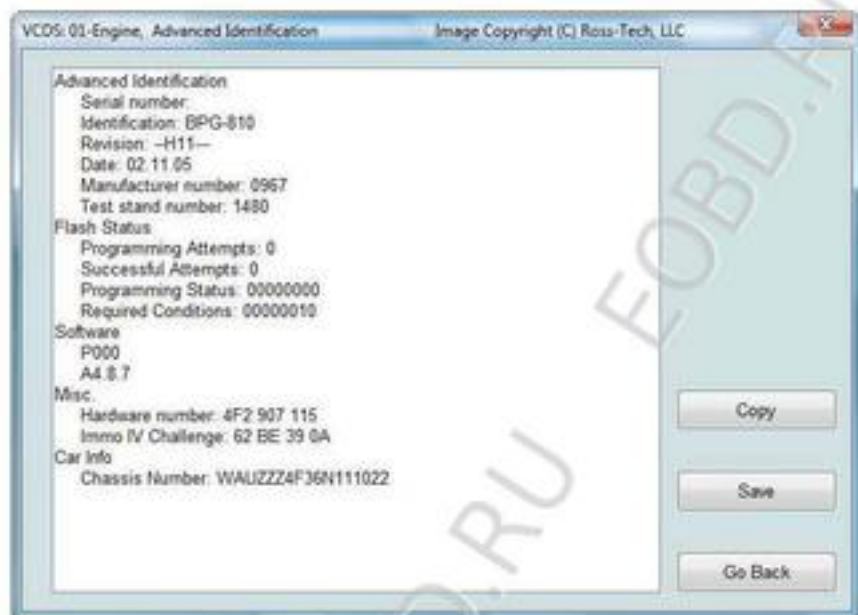 VCDS: 01-Engine, Advanced Identification Image Copyright (C) Ross-Tech, LLC
Advanced Identification
Serial number:
Identification: BPG-810
Revision: --H11---
Date: 02.11.05
Manufacturer number: 0967
Test stand number: 1480
Flash Status
Programming Attempts: 0
Successful Attempts: 0
Programming Status: 00000000
Required Conditions: 00000010
Software
P000
A4.8.7
Misc.
Hardware number: 4F2 907 115
Immo IV Challenge: 62 BE 39 0A
Car Info
Chassis Number: WAUZZZ4F36N111022
Copy
Save
Go Back
EOBD.RU
D.RU